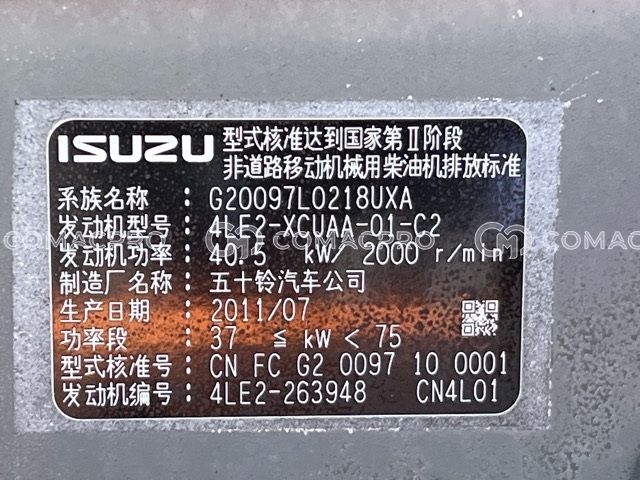 ISUZU 型式核准达到国家第Ⅱ阶段
非道路移动机械用柴油机排放标准
系族名称 : G20097L0218UXA
发动机型号: 4LE2-XCUAA-01-C2
发动机功率: 40.5 kW/ 2000 r/min
制造厂名称: 五十铃汽车公司
生产日期 : 2011/07
功率段 : 37 ≦ kW < 75
型式核准号: CN FC G2 0097 10 0001
发动机编号: 4LE2-263948 CN4L01
COMACPRO COMACPRO COMACPRO